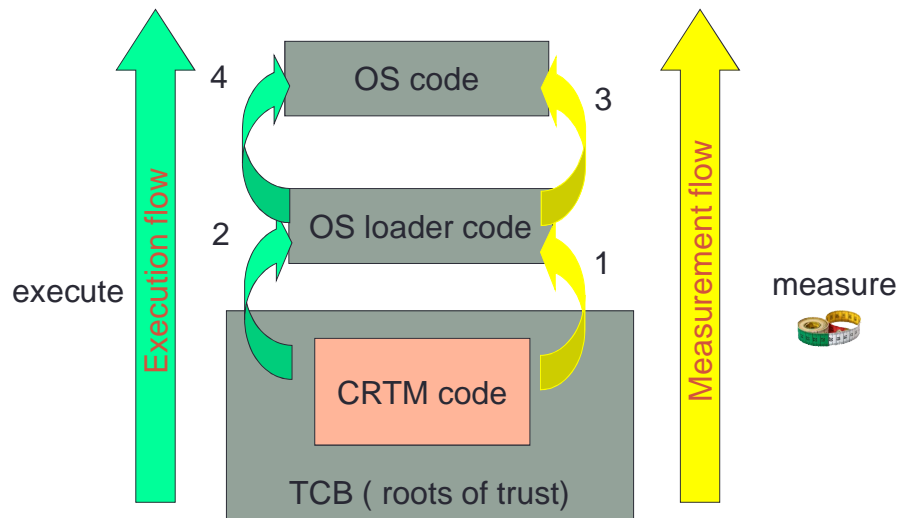 4
OS code
3
Execution flow
Measurement flow
2
OS loader code
1
execute
measure
CRTM code
TCB ( roots of trust)